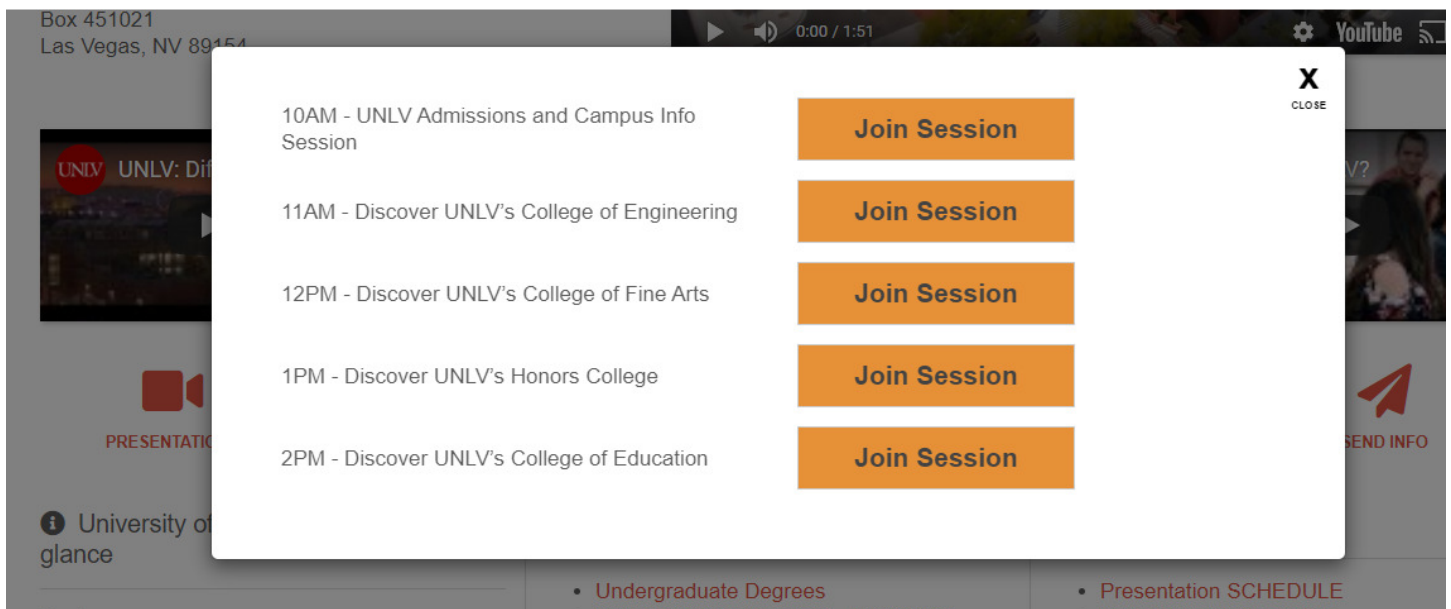 Box 451021
Las Vegas, NV 89154
0:00 / 1:51
YouTube
X
CLOSE
10AM - UNLV Admissions and Campus Info
Session
Join Session
UNLV
UNLV: Dif
V?
11AM - Discover UNLV's College of Engineering
Join Session
12PM - Discover UNLV's College of Fine Arts
Join Session
1PM - Discover UNLV's Honors College
Join Session
PRESENTATIO
SEND INFO
2PM - Discover UNLV's College of Education
Join Session
University of
glance
• Undergraduate Degrees
• Presentation SCHEDULE